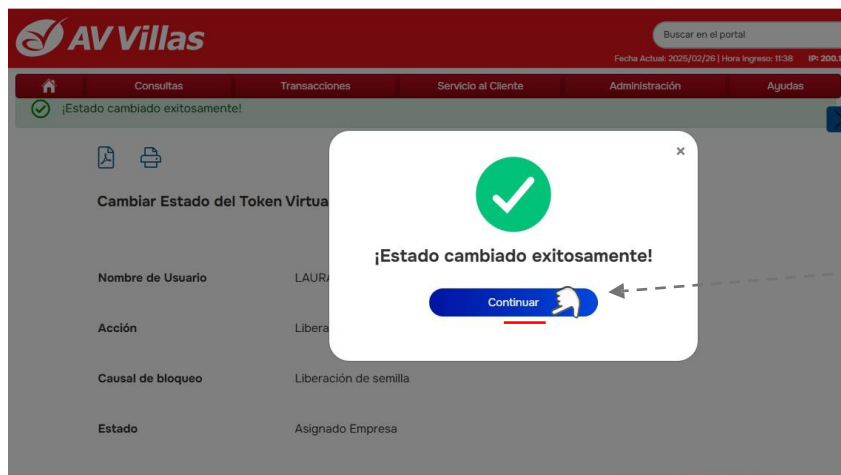 AV Villas
Buscar en el portal
Fecha Actual: 2025/02/26 | Hora Ingreso: 11:38 IP: 200.1
Consultas Transacciones Servicio al Cliente Administración Ayudas
¡Estado cambiado exitosamente!
Cambiar Estado del Token Virtua
¡Estado cambiado exitosamente!
Continuar
Nombre de Usuario LAURA
Acción Libera
Causal de bloqueo Liberación de semilla
Estado Asignado Empresa